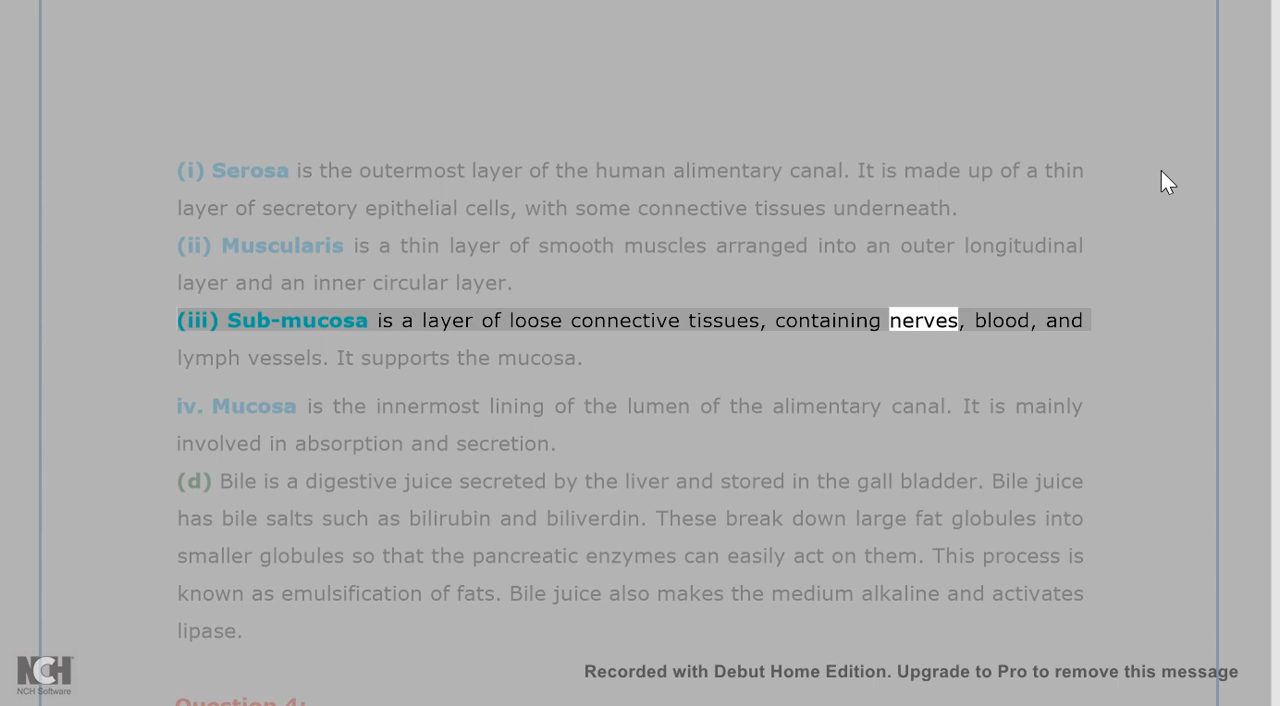 (i) Serosa is the outermost layer of the human alimentary canal. It is made up of a thin
layer of secretory epithelial cells, with some connective tissues underneath.
(ii) Muscularis is a thin layer of smooth muscles arranged into an outer longitudinal
layer and an inner circular layer.
(iii) Sub-mucosa is a layer of loose connective tissues, containing nerves, blood, and
lymph vessels. It supports the mucosa.
iv. Mucosa is the innermost lining of the lumen of the alimentary canal. It is mainly
involved in absorption and secretion.
(d) Bile is a digestive juice secreted by the liver and stored in the gall bladder. Bile juice
has bile salts such as bilirubin and biliverdin. These break down large fat globules into
smaller globules so that the pancreatic enzymes can easily act on them. This process is
known as emulsification of fats. Bile juice also makes the medium alkaline and activates
lipase.
NCH
NCH Software
Recorded with Debut Home Edition. Upgrade to Pro to remove this message
Question 4: